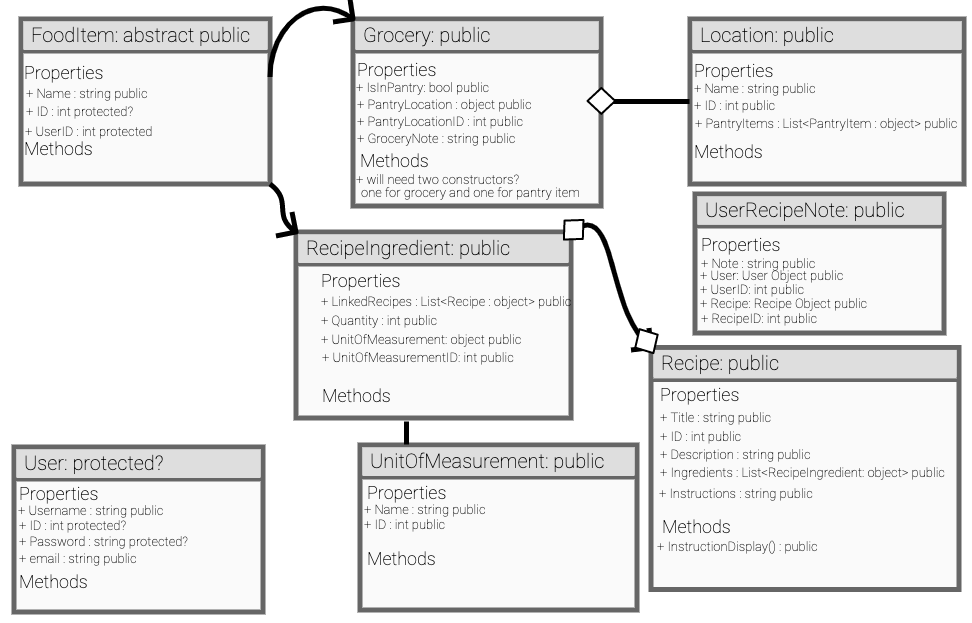 FoodItem: abstract public
Properties
+ Name : string public
+ ID : int protected?
+ UserID : int protected
Methods
Grocery: public
Properties
+ IsInPantry: bool public
+ PantryLocation : object public
+ PantryLocationID : int public
+ GroceryNote : string public
Methods
+ will need two constructors?
one for grocery and one for pantry item
Location: public
Properties
+ Name : string public
+ ID : int public
+ PantryItems : List<PantryItem : object> public
Methods
UserRecipeNote: public
Properties
+ Note : string public
+ User: User Object public
+ UserID: int public
+ Recipe: Recipe Object public
+ RecipeID: int public
RecipeIngredient: public
Properties
+ LinkedRecipes : List<Recipe : object> public
+ Quantity : int public
+ UnitOfMeasurement: object public
+ UnitOfMeasurementID: int public
Methods
Recipe: public
Properties
+ Title : string public
+ ID : int public
+ Description : string public
+ Ingredients : List<RecipeIngredient: object> public
+ Instructions : string public
Methods
+ InstructionDisplay() : public
User: protected?
Properties
+ Username : string public
+ ID : int protected?
+ Password : string protected?
+ email : string public
Methods
UnitOfMeasurement: public
Properties
+ Name : string public
+ ID : int public
Methods